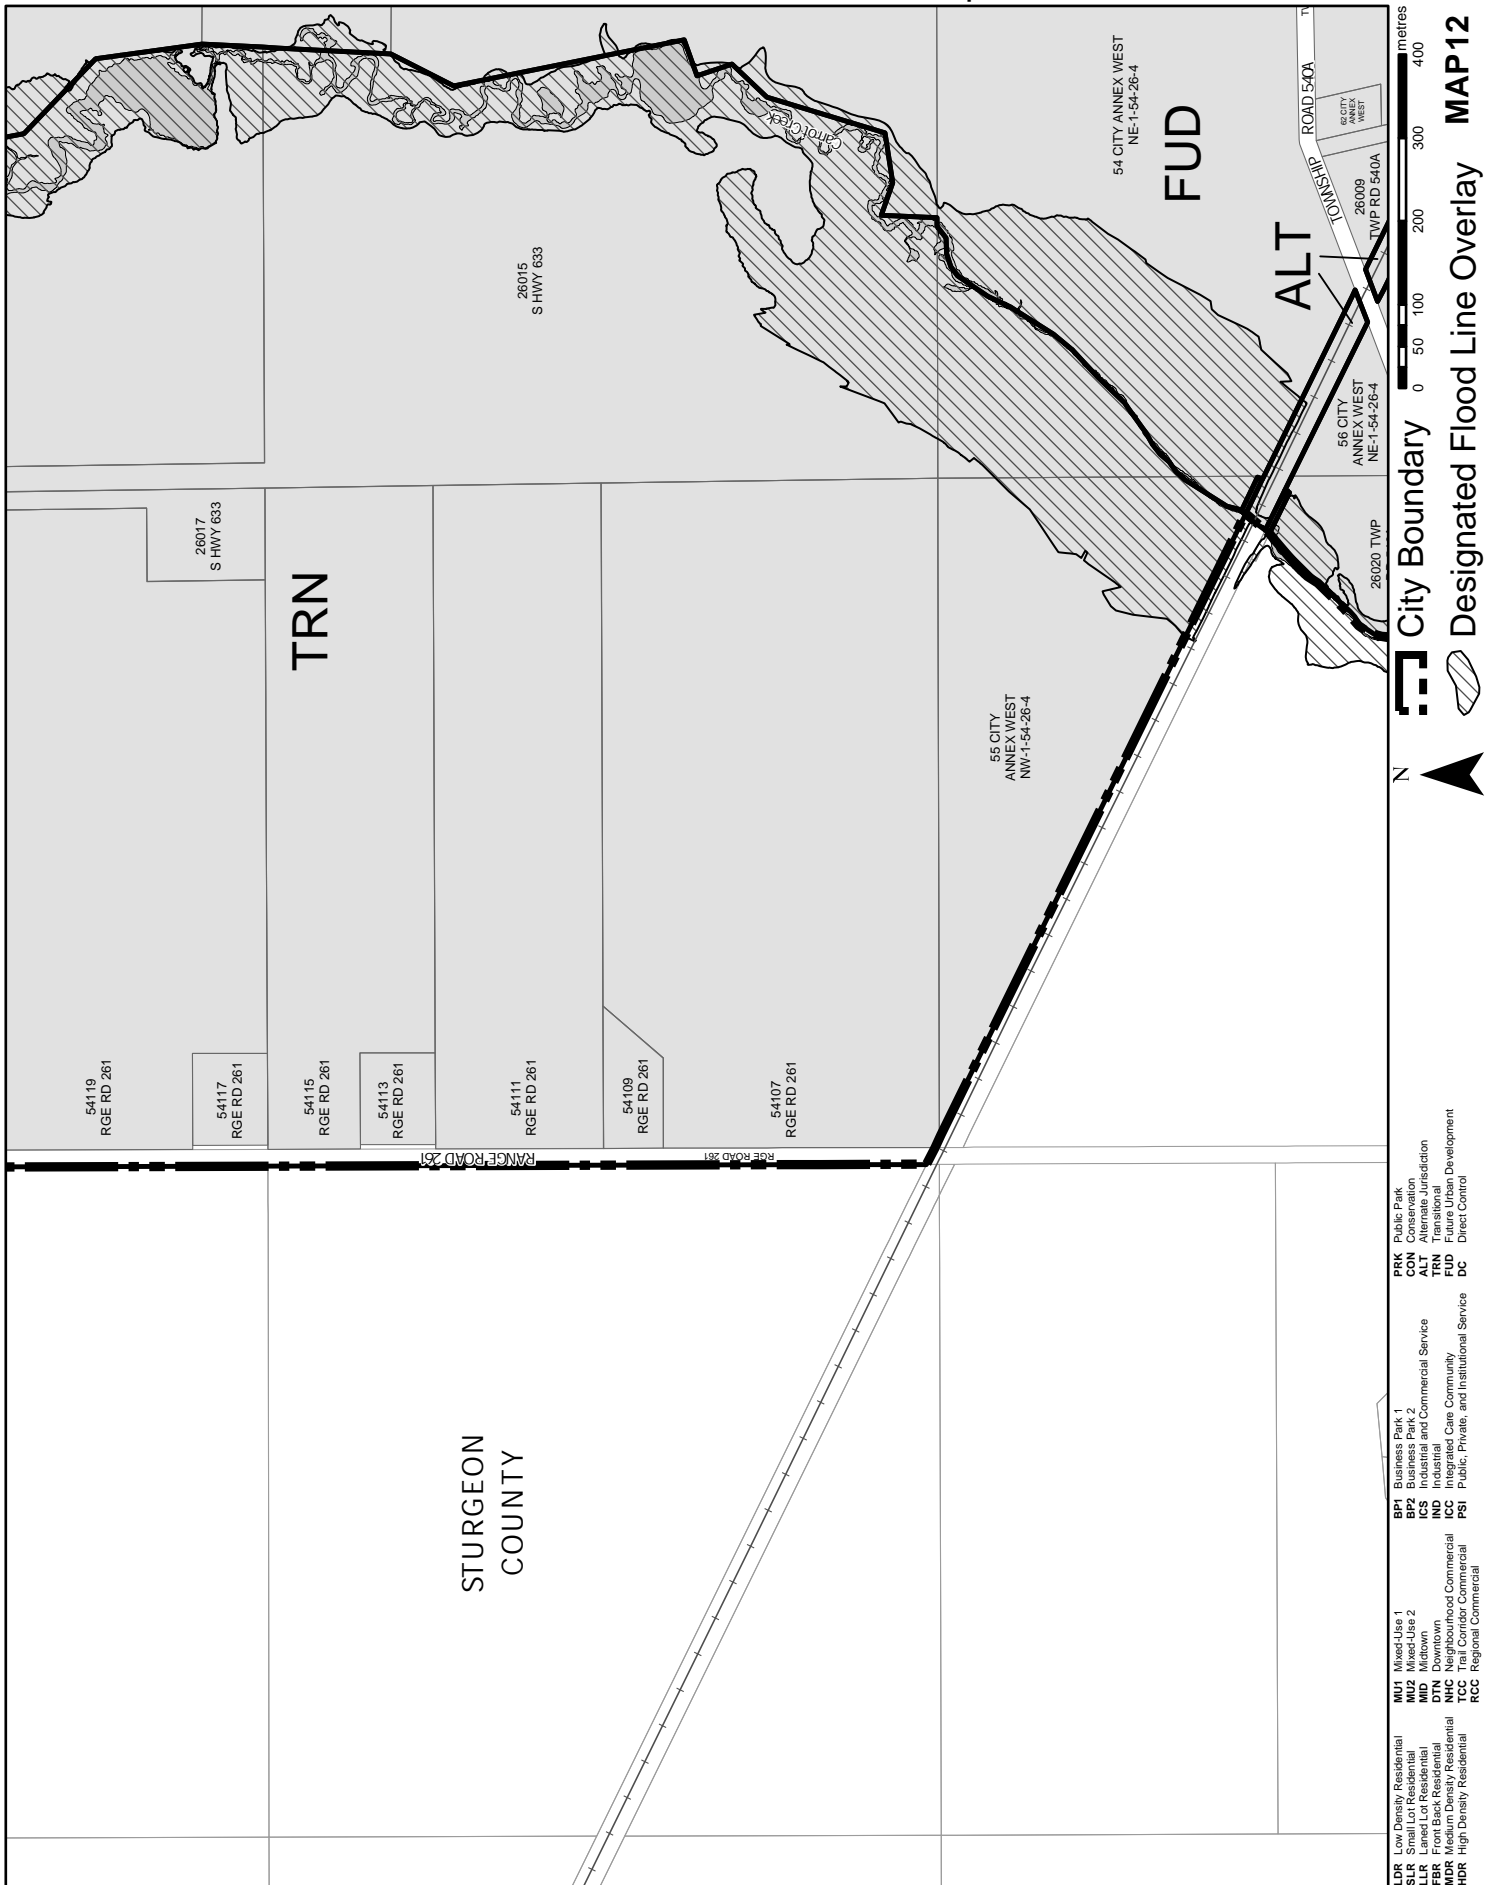 STURGEON
COUNTY
54119
RGE RD 261
54117
RGE RD 261
54115
RGE RD 261
54113
RGE RD 261
54111
RGE RD 261
54109
RGE RD 261
54107
RGE RD 261
RANGE ROAD 261
RGE ROAD 261
TRN
26017
S HWY 633
26015
S HWY 633
55 CITY
ANNEX WEST
NW-1-54-26-4
Carrot Creek
54 CITY ANNEX WEST
NE-1-54-26-4
FUD
ALT
TOWNSHIP ROAD 540A
62 CITY
ANNEX
WEST
26009
TWP RD 540A
56 CITY
ANNEX WEST
NE-1-54-26-4
26020 TWP
LDR Low Density Residential
SLR Small Lot Residential
LLR Laned Lot Residential
FBR Front Back Residential
MDR Medium Density Residential
HDR High Density Residential
MU1 Mixed-Use 1
MU2 Mixed-Use 2
MID Midtown
DTN Downtown
NHC Neighbourhood Commercial
TCC Trail Corridor Commercial
RCC Regional Commercial
BP1 Business Park 1
BP2 Business Park 2
ICS Industrial and Commercial Service
IND Industrial
ICC Integrated Care Community
PSI Public, Private, and Institutional Service
PRK Public Park
CON Conservation
ALT Alternate Jurisdiction
TRN Transitional
FUD Future Urban Development
DC Direct Control
N
City Boundary
Designated Flood Line Overlay
0 50 100 200 300 400
metres
MAP12